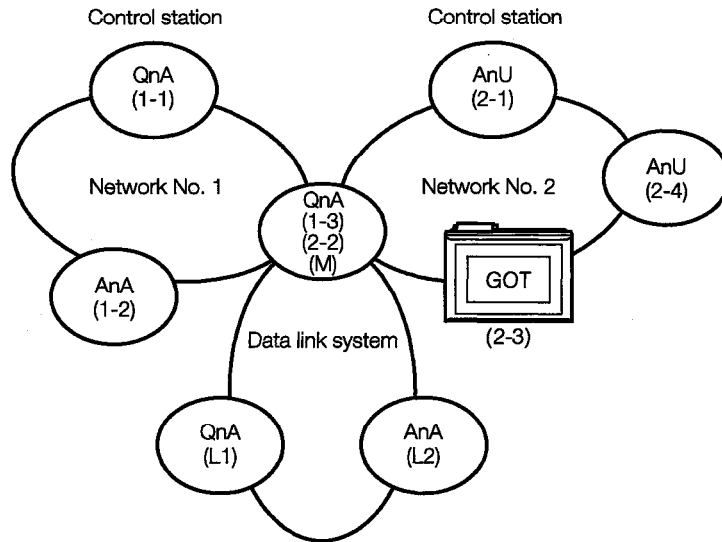 Control station
Control station
QnA
(1-1)
AnU
(2-1)
AnU
(2-4)
Network No. 1
Network No. 2
QnA
(1-3)
(2-2)
(M)
AnA
(1-2)
GOT
(2-3)
Data link system
QnA
(L1)
AnA
(L2)